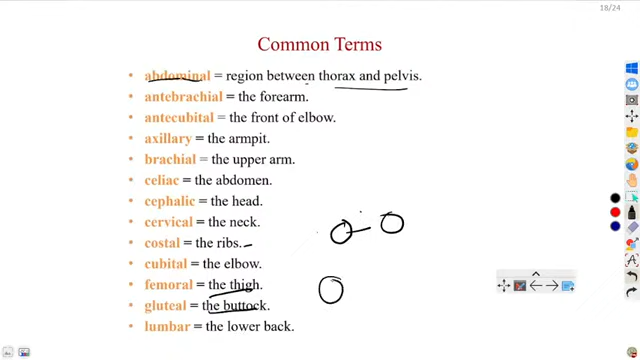 18/24
Common Terms
• abdominal = region between thorax and pelvis.
• antebrachial = the forearm.
• antecubital = the front of elbow.
• axillary = the armpit.
• brachial = the upper arm.
• celiac = the abdomen.
• cephalic = the head.
• cervical = the neck.
• costal = the ribs.
• cubital = the elbow.
• femoral = the thigh.
• gluteal = the buttock.
• lumbar = the lower back.